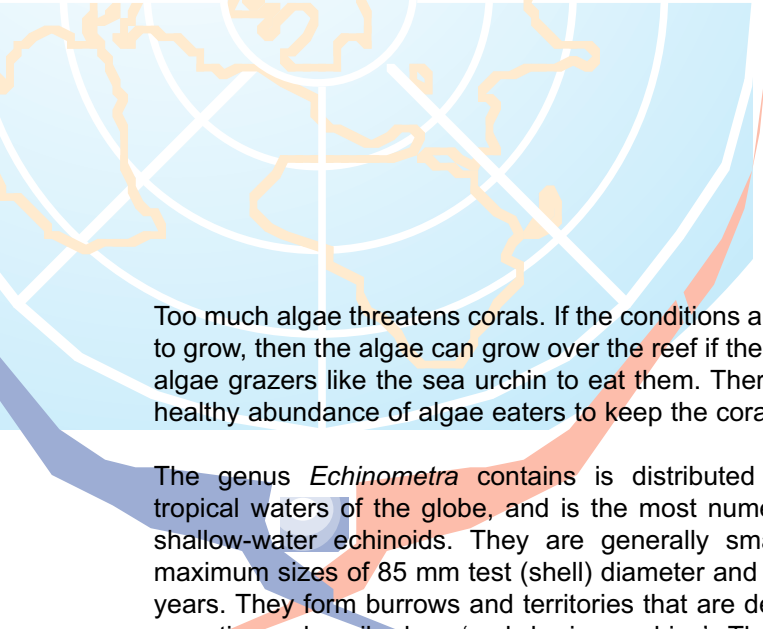 Too much algae threatens corals. If the conditions a
to grow, then the algae can grow over the reef if the
algae grazers like the sea urchin to eat them. Ther
healthy abundance of algae eaters to keep the cora
The genus Echinometra contains is distributed
tropical waters of the globe, and is the most nume
shallow-water echinoids. They are generally sma
maximum sizes of 85 mm test (shell) diameter and
years. They form burrows and territories that are de